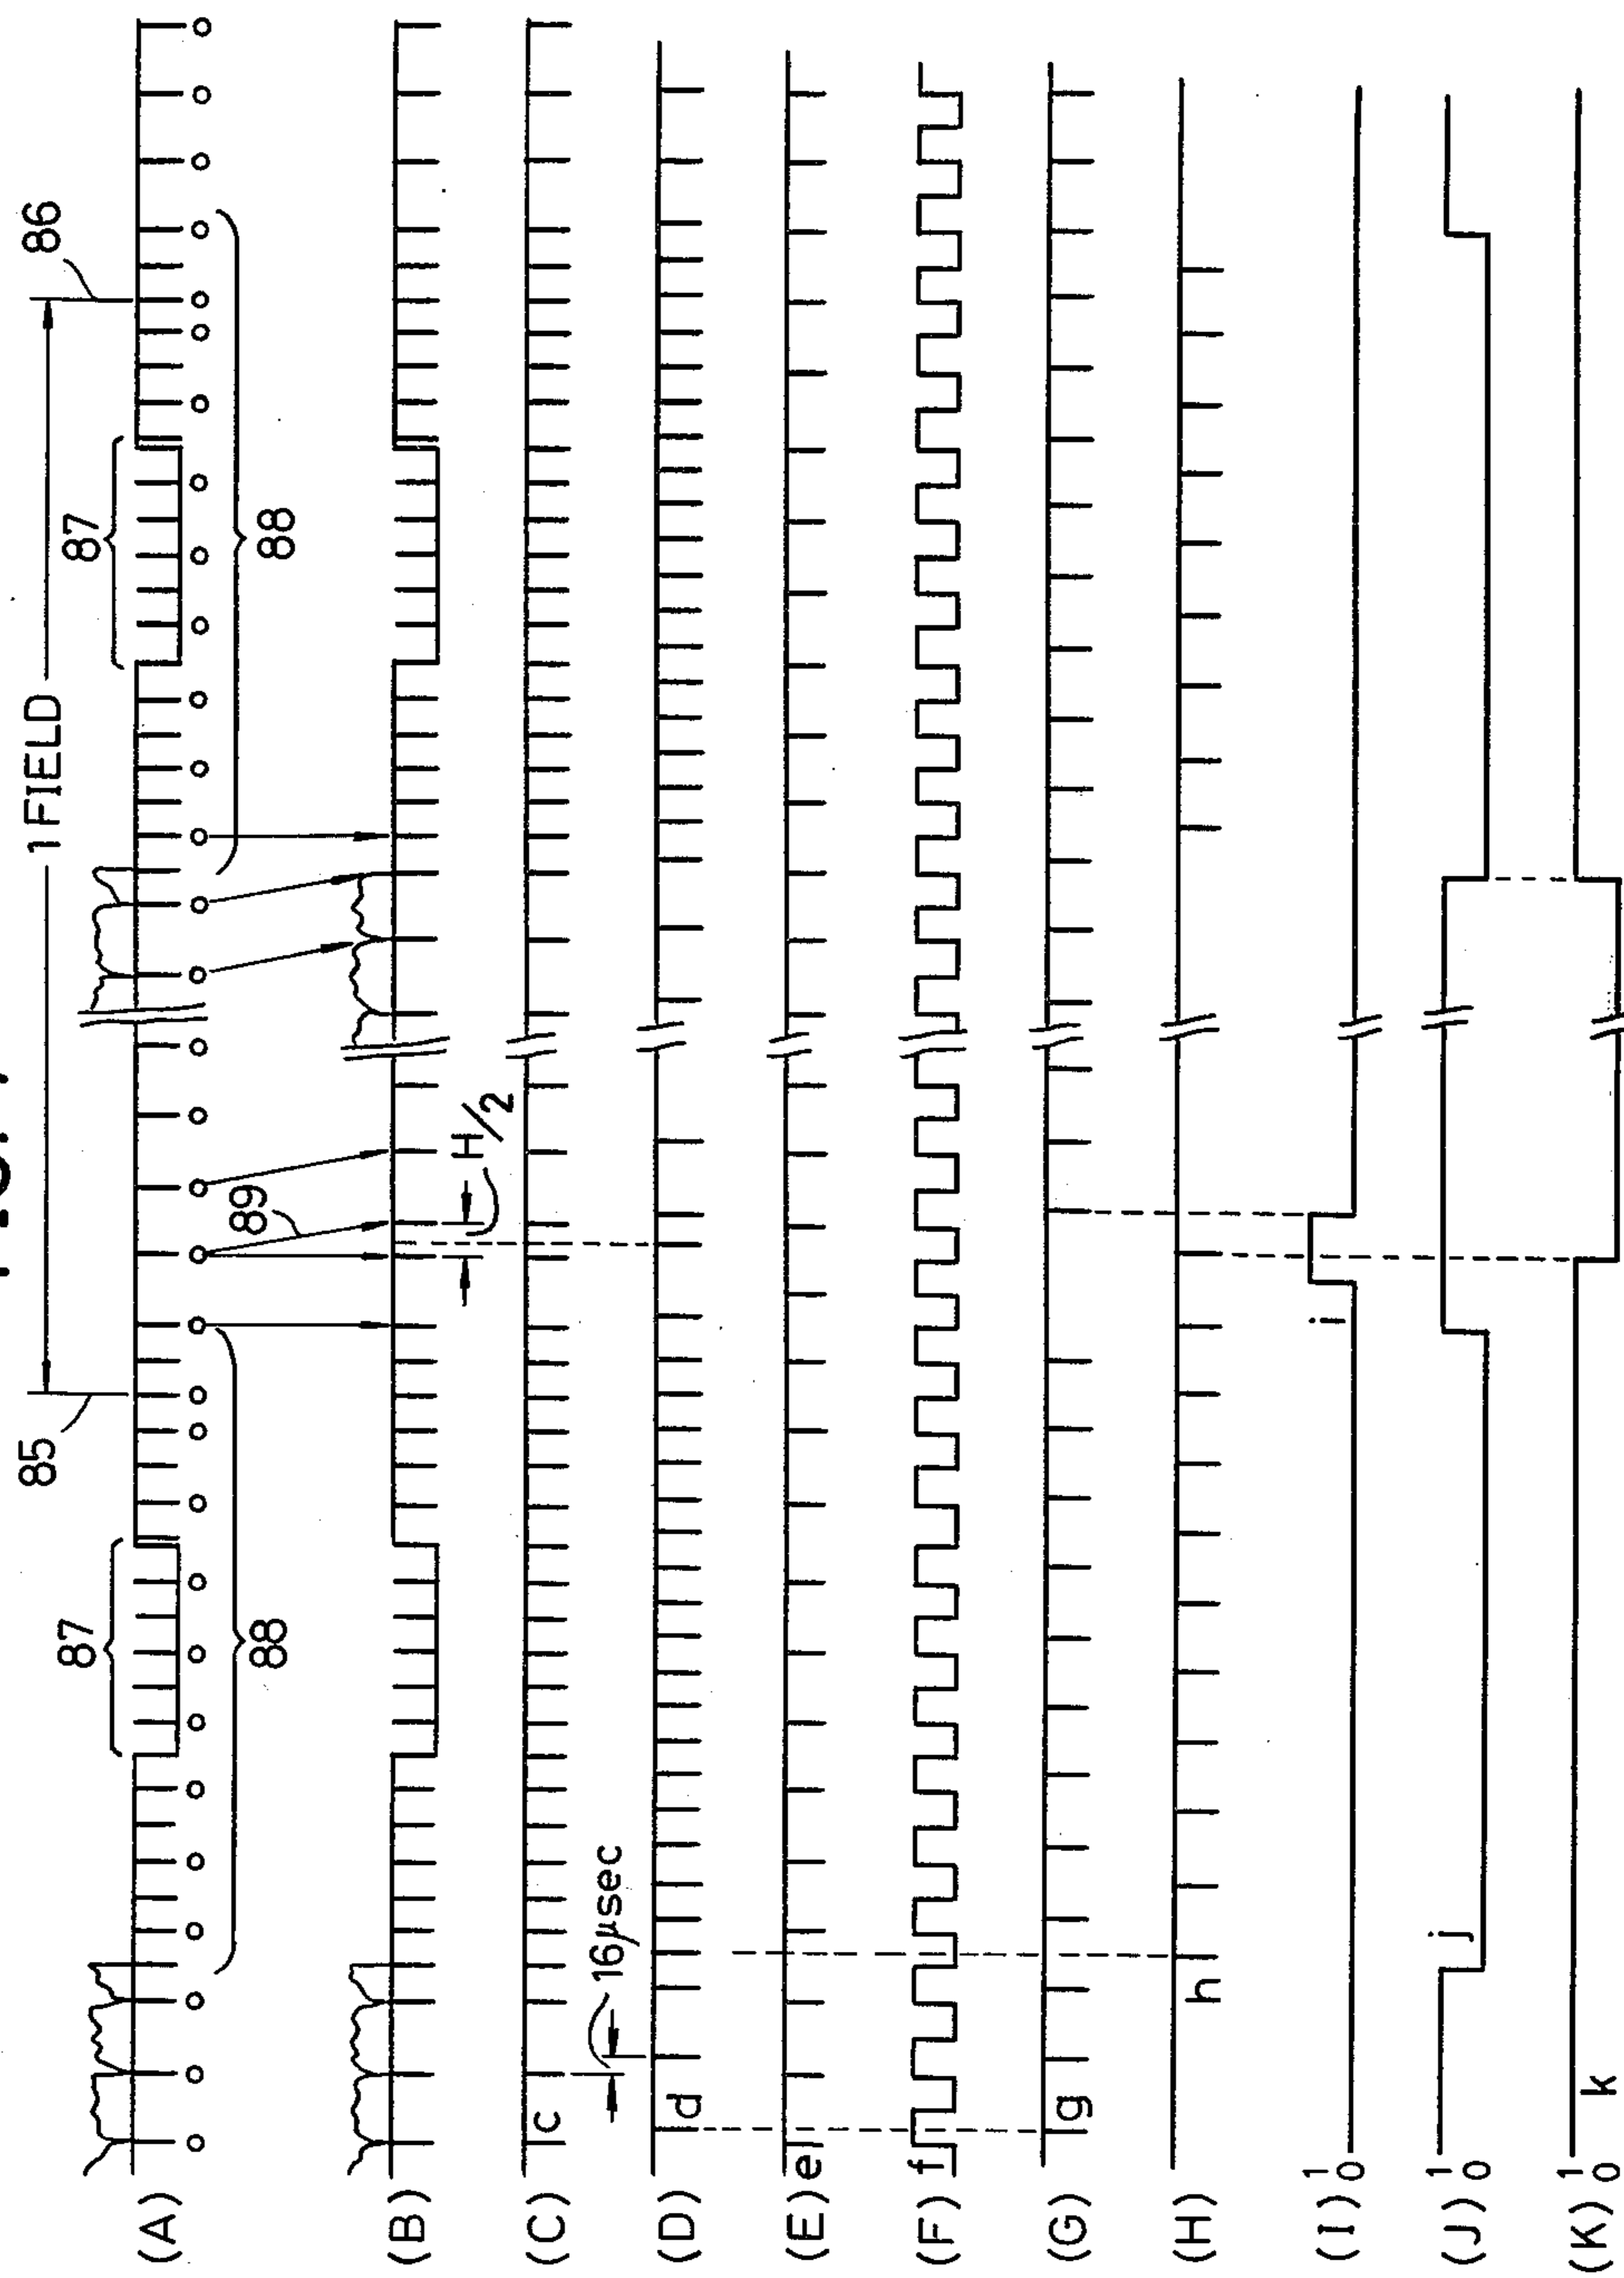 1 FIELD
85
86
87
87
(A)
88
88
89
(B)
H/2
(C)
c
16μsec
(D)
d
(E)
e
(F)
f
(G)
g
(H)
h
(I)
1
0
i
(J)
1
0
j
(K)
1
0
k